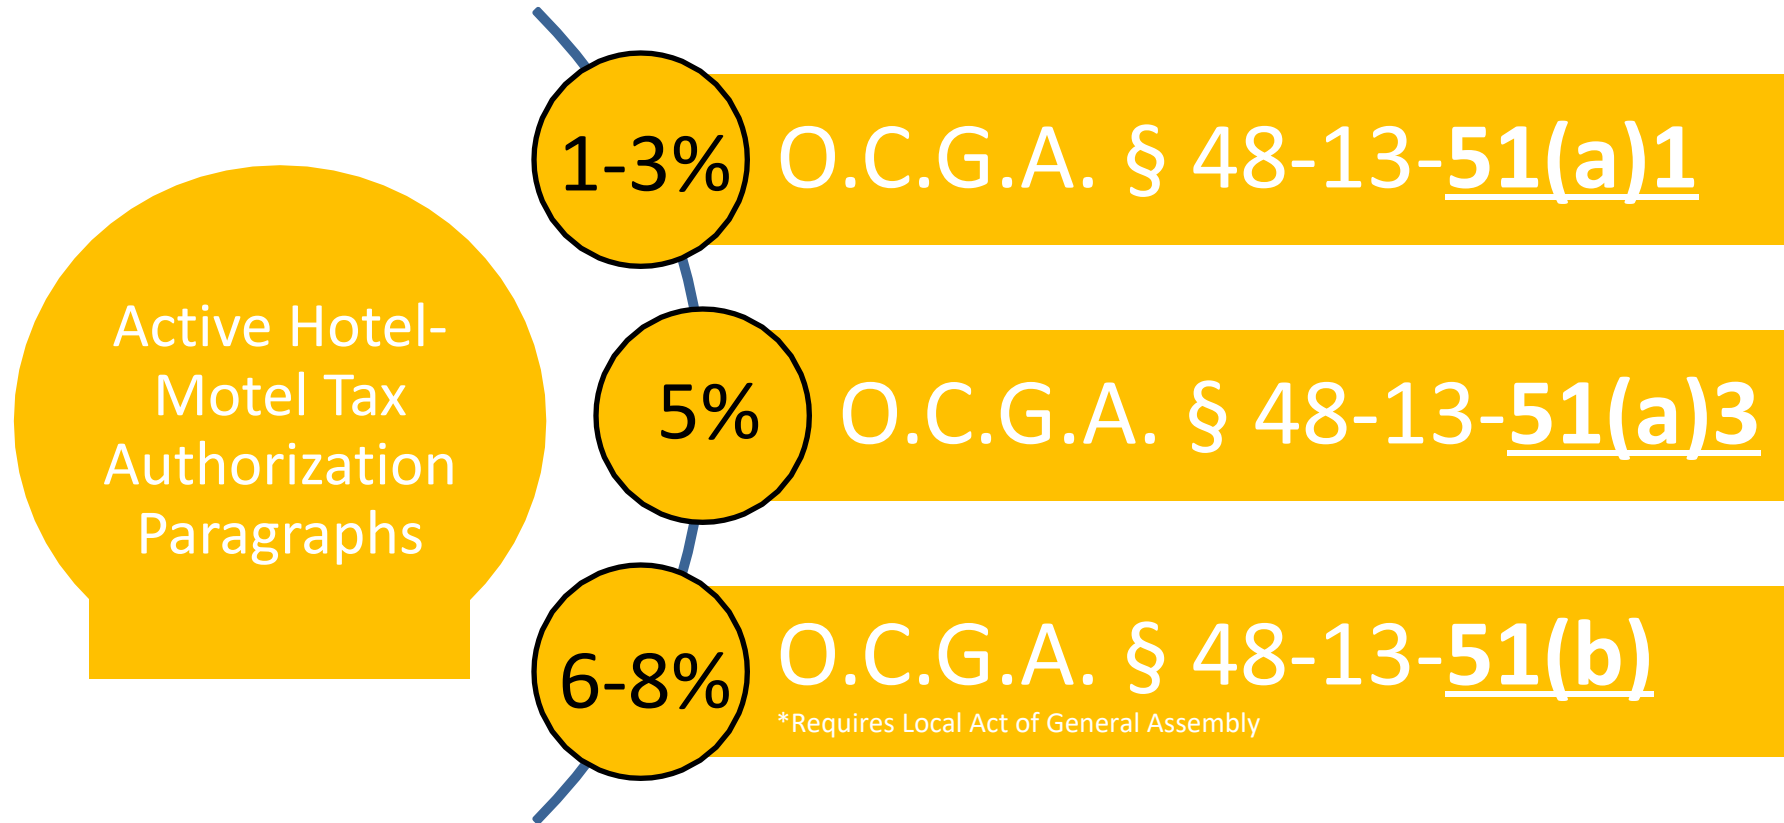 Active Hotel-
Motel Tax
Authorization
Paragraphs
1-3%
O.C.G.A. § 48-13-51(a)1
5%
O.C.G.A. § 48-13-51(a)3
6-8%
O.C.G.A. § 48-13-51(b)
*Requires Local Act of General Assembly